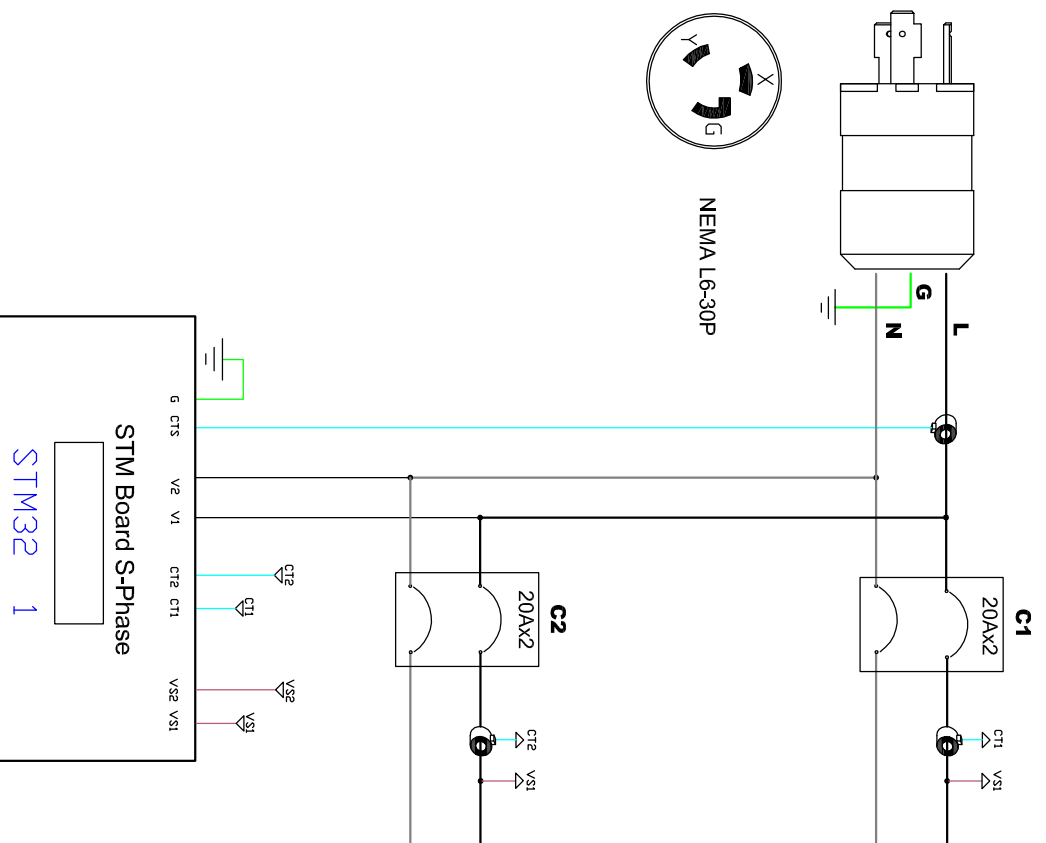 Y
X
G
NEMA L6-30P
G
N
L
G
CTS
V2
V1
CT2
CT1
VS2
VS1
STM Board S-Phase
STM32 1
CT2
CT1
VS2
VS1
C2
20Ax2
CT2
VS1
C1
20Ax2
CT1
VS1